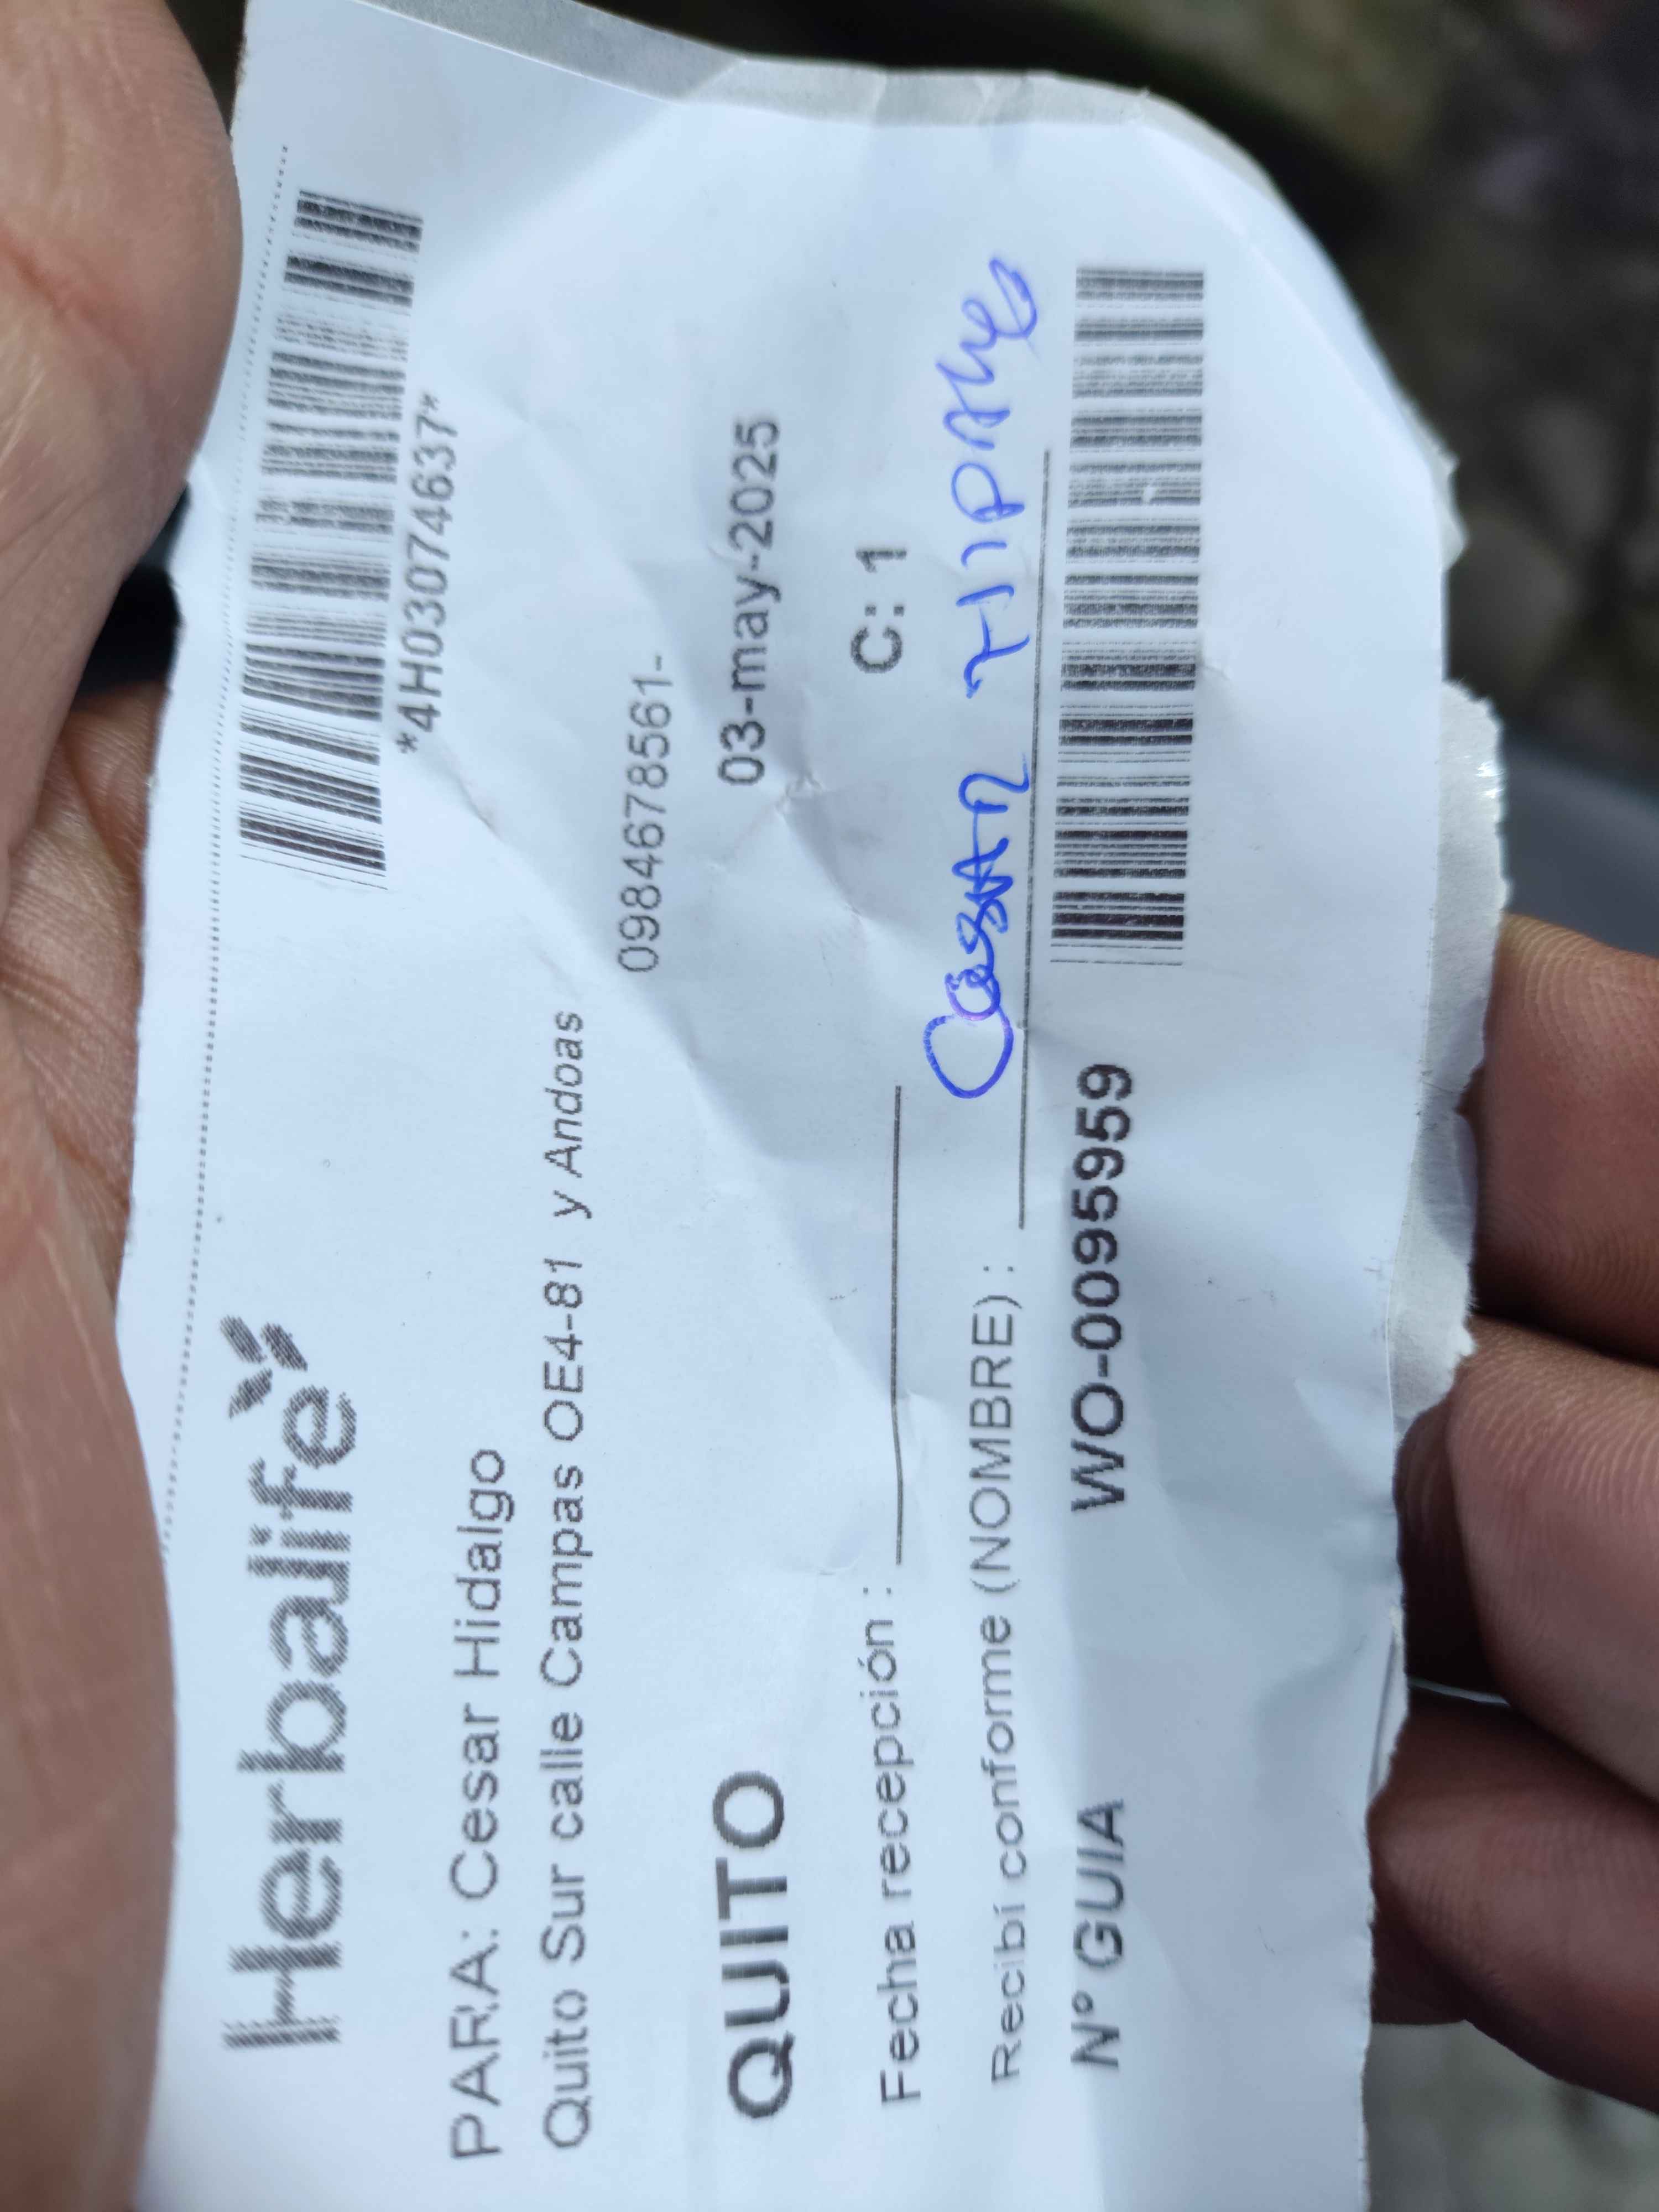 Herbalife
*4H03074637*
PARA: Cesar Hidalgo
Quito Sur calle Campas OE4-81 y Andoas
0984678561-
QUITO 03-may-2025
Fecha recepción : C: 1
Recibí conforme (NOMBRE) : Cesar
Nº GUIA WO-0095959